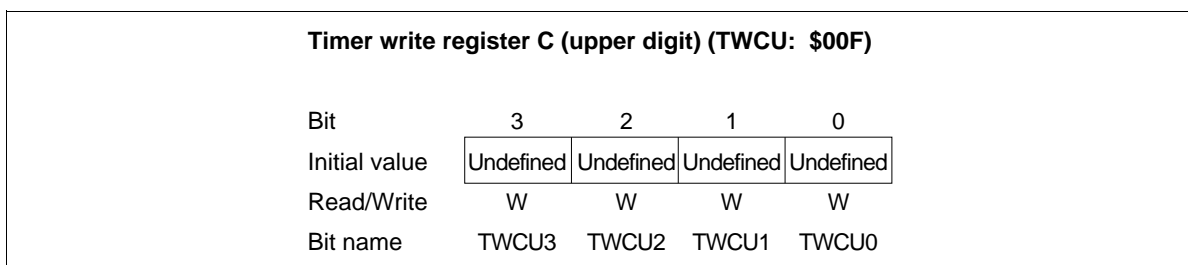 Timer write register C (upper digit) (TWCU: $00F)
Bit 3 2 1 0
Initial value Undefined Undefined Undefined Undefined
Read/Write W W W W
Bit name TWCU3 TWCU2 TWCU1 TWCU0